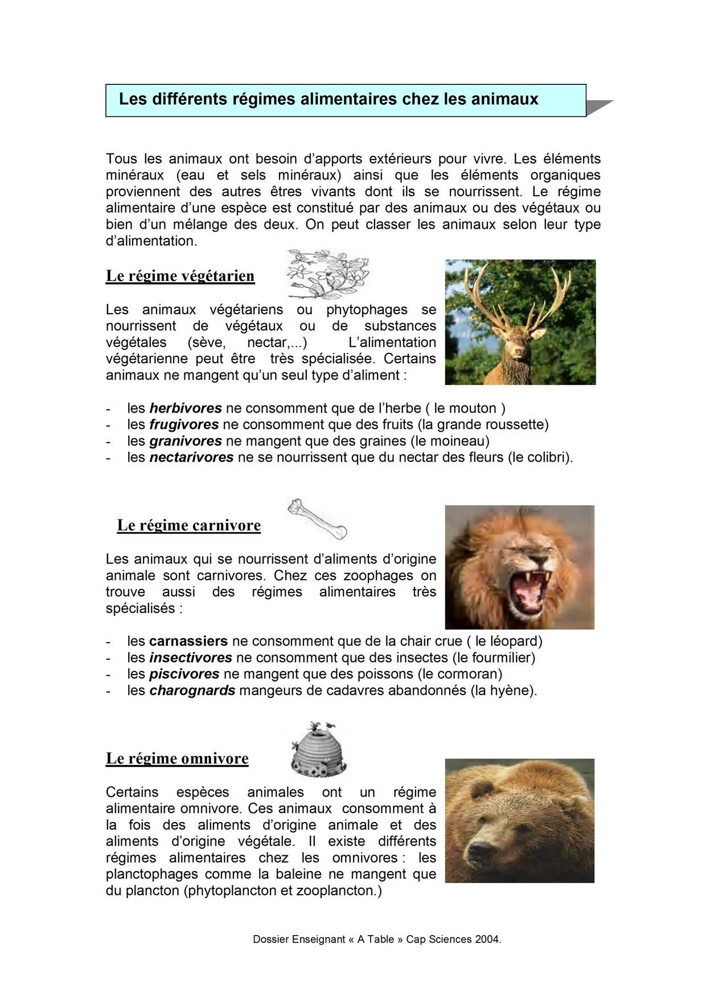 Les différents régimes alimentaires chez les animaux
Tous les animaux ont besoin d’apports extérieurs pour vivre. Les éléments
minéraux (eau et sels minéraux) ainsi que les éléments organiques
proviennent des autres êtres vivants dont ils se nourrissent. Le régime
alimentaire d’une espèce est constitué par des animaux ou des végétaux ou
bien d’un mélange des deux. On peut classer les animaux selon leur type
d’alimentation.
Le régime végétarien
Les animaux végétariens ou phytophages se
nourrissent de végétaux ou de substances
végétales (sève, nectar,...) L’alimentation
végétarienne peut être très spécialisée. Certains
animaux ne mangent qu’un seul type d’aliment :
- les herbivores ne consomment que de l’herbe ( le mouton )
- les frugivores ne consomment que des fruits (la grande roussette)
- les granivores ne mangent que des graines (le moineau)
- les nectarivores ne se nourrissent que du nectar des fleurs (le colibri).
Le régime carnivore
Les animaux qui se nourrissent d’aliments d’origine
animale sont carnivores. Chez ces zoophages on
trouve aussi des régimes alimentaires très
spécialisés :
- les carnassiers ne consomment que de la chair crue ( le léopard)
- les insectivores ne consomment que des insectes (le fourmilier)
- les piscivores ne mangent que des poissons (le cormoran)
- les charognards mangeurs de cadavres abandonnés (la hyène).
Le régime omnivore
Certains espèces animales ont un régime
alimentaire omnivore. Ces animaux consomment à
la fois des aliments d’origine animale et des
aliments d’origine végétale. Il existe différents
régimes alimentaires chez les omnivores : les
planctophages comme la baleine ne mangent que
du plancton (phytoplancton et zooplancton.)
Dossier Enseignant « A Table » Cap Sciences 2004.